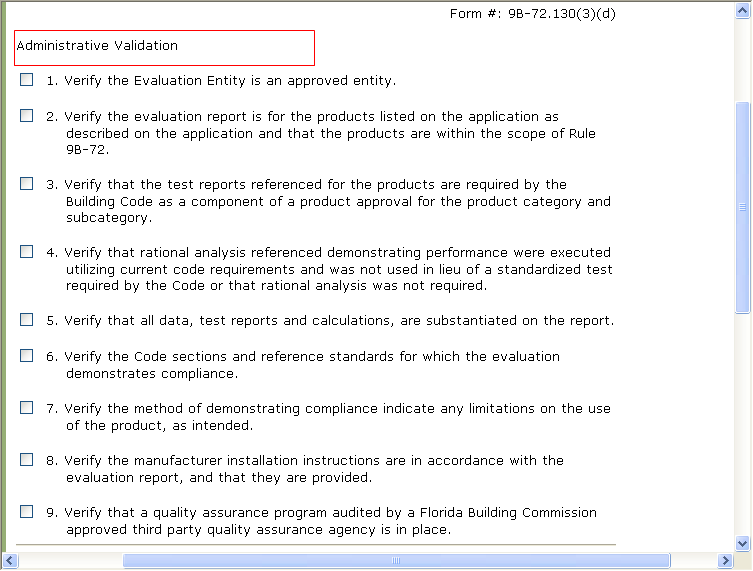 Form #: 9B-72.130(3)(d)
Administrative Validation
1. Verify the Evaluation Entity is an approved entity.
2. Verify the evaluation report is for the products listed on the application as
described on the application and that the products are within the scope of Rule
9B-72.
3. Verify that the test reports referenced for the products are required by the
Building Code as a component of a product approval for the product category and
subcategory.
4. Verify that rational analysis referenced demonstrating performance were executed
utilizing current code requirements and was not used in lieu of a standardized test
required by the Code or that rational analysis was not required.
5. Verify that all data, test reports and calculations, are substantiated on the report.
6. Verify the Code sections and reference standards for which the evaluation
demonstrates compliance.
7. Verify the method of demonstrating compliance indicate any limitations on the use
of the product, as intended.
8. Verify the manufacturer installation instructions are in accordance with the
evaluation report, and that they are provided.
9. Verify that a quality assurance program audited by a Florida Building Commission
approved third party quality assurance agency is in place.